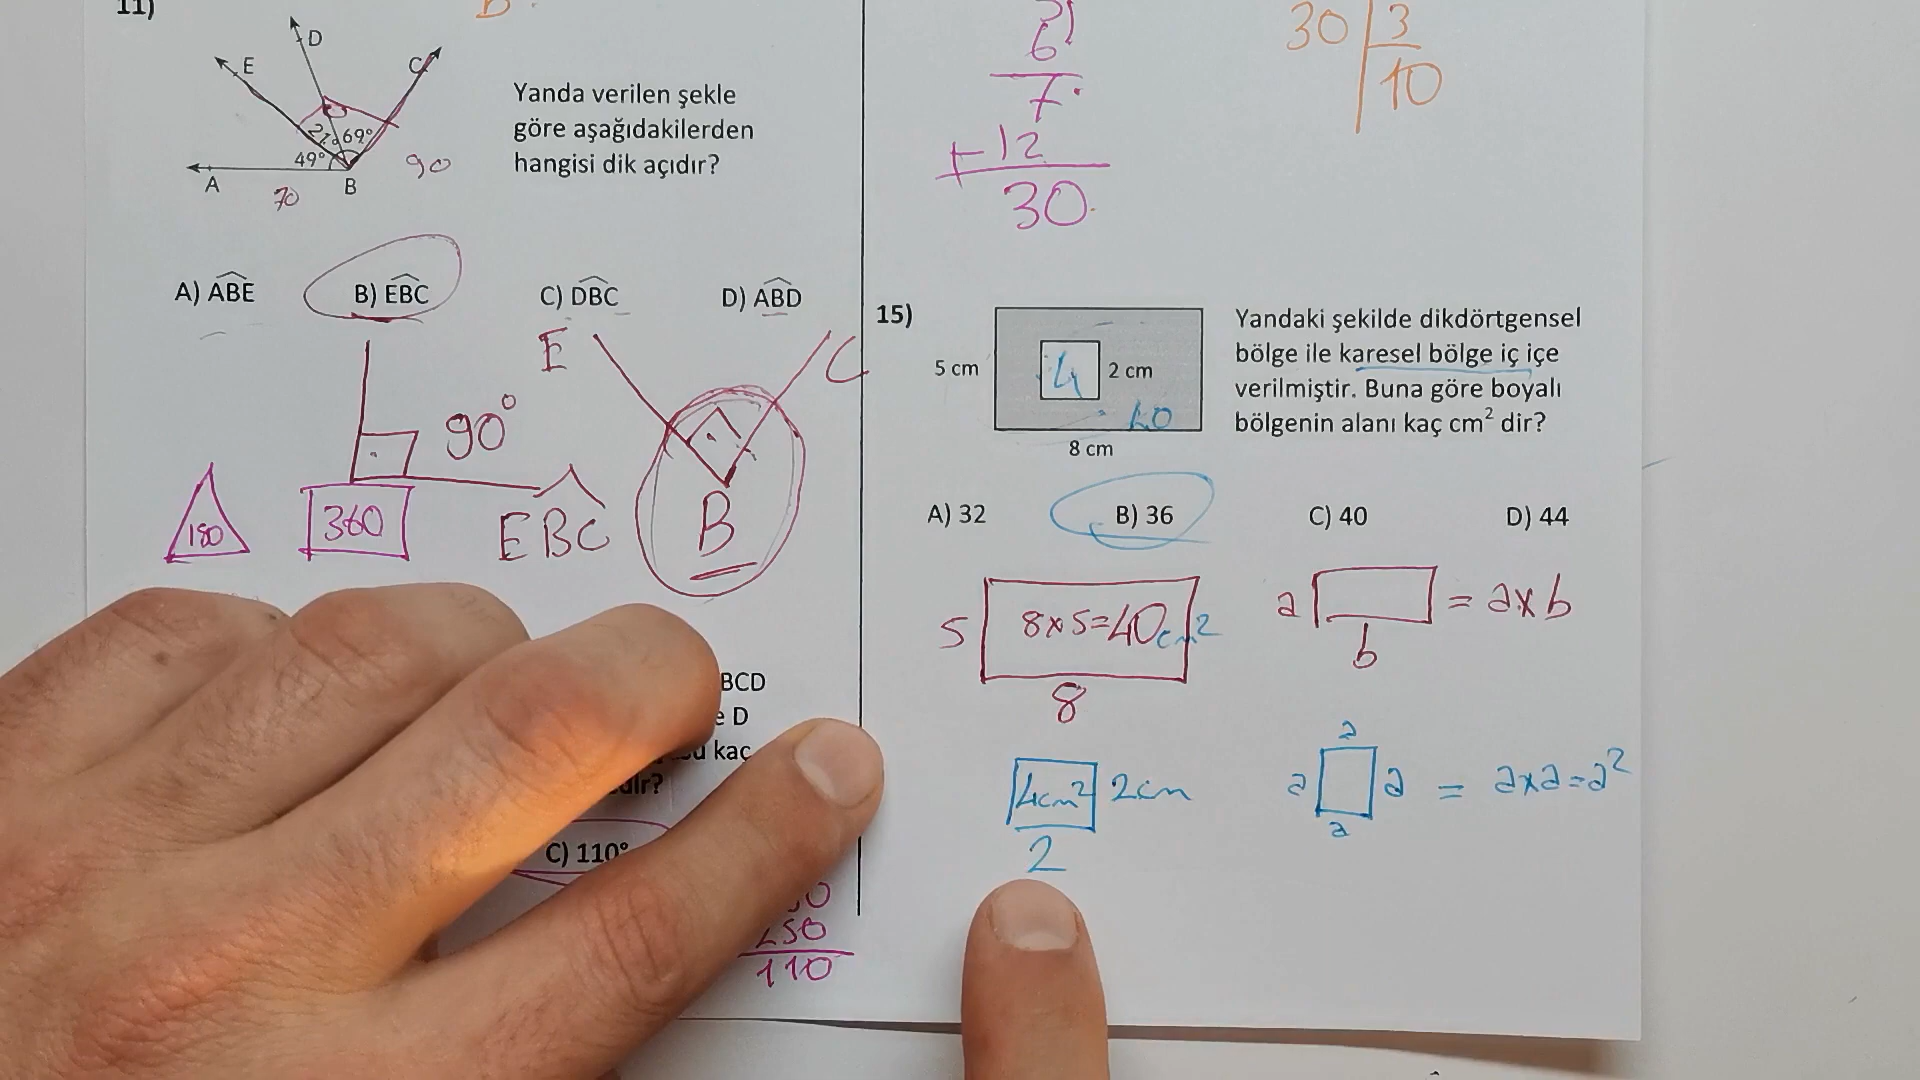 11)
D
E
C
21°
69°
49°
A
B
70
90
Yanda verilen şekle
göre aşağıdakilerden
hangisi dik açıdır?
A) ABE
B) EBC
C) DBC
D) ABD
E
C
90°
180
360
EBC
B
BCD
e D
kaç
C) 110°
250
110
6
7
+12
30
30 3
10
15)
5 cm
4
2 cm
40
8 cm
Yandaki şekilde dikdörtgensel
bölge ile karesel bölge iç içe
verilmiştir. Buna göre boyalı
bölgenin alanı kaç cm² dir?
A) 32
B) 36
C) 40
D) 44
5
8x5=40cm²
8
a
b
= axb
4cm²
2cm
2
a
a
a
a
= axa=a²